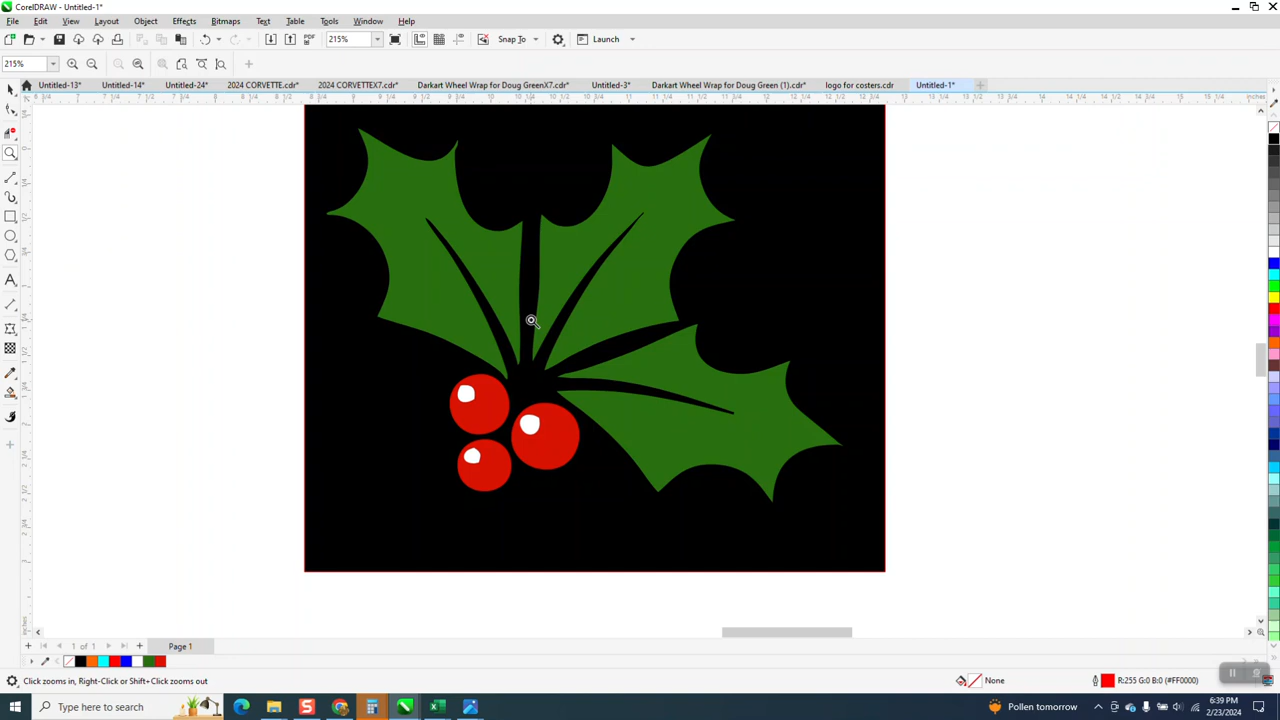 CorelDRAW - Untitled-1*
File Edit View Layout Object Effects Bitmaps Text Table Tools Window Help
PDF 215% Snap To Launch
215%
Untitled-13* Untitled-14* Untitled-24* 2024 CORVETTE.cdr* 2024 CORVETTEX7.cdr* Darkart Wheel Wrap for Doug GreenX7.cdr* Untitled-3* Darkart Wheel Wrap for Doug Green (1).cdr* logo for costers.cdr Untitled-1*
inches
1 of 1 Page 1
Click zooms in, Right-Click or Shift+Click zooms out None R:255 G:0 B:0 (#FF0000)
Type here to search Pollen tomorrow 6:39 PM
2/23/2024